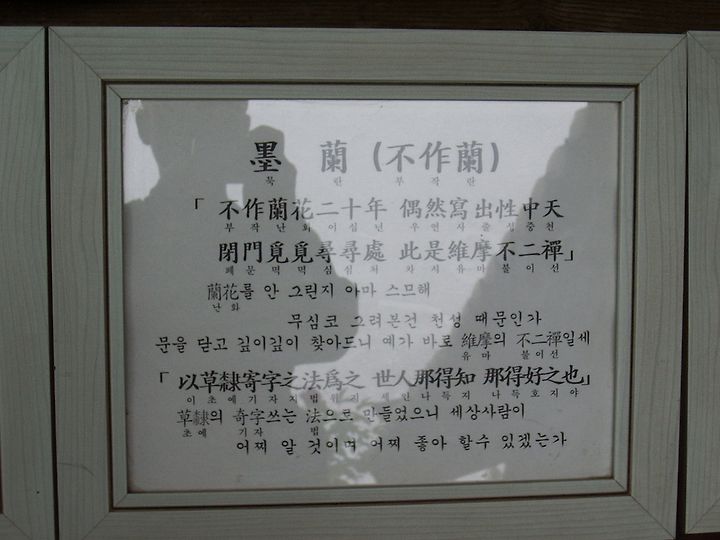 墨 蘭 (不作蘭)
묵 란 부 작 란
「不作蘭花二十年 偶然寫出性中天
부 작 난 화 이 십 년 우 연 사 출 성 중 천
閉門覓覓尋尋處 此是維摩不二禪」
폐 문 멱 멱 심 심 처 차 시 유 마 불 이 선
蘭花를 안 그린지 아마 스므해
난 화
무심코 그려본건 천성 때문인가
문을 닫고 깊이깊이 찾아드니 예가 바로 維摩의 不二禪일세
유 마 불이선
「以草隸寄字之法爲之 世人那得知 那得好之也」
이 초 예 기 자 지 법 위 지 세 인 나 득 지 나 득 호 지 야
草隸의 寄字쓰는 法으로 만들었으니 세상사람이
초 예 기 자 법
어찌 알 것이며 어찌 좋아 할수 있겠는가